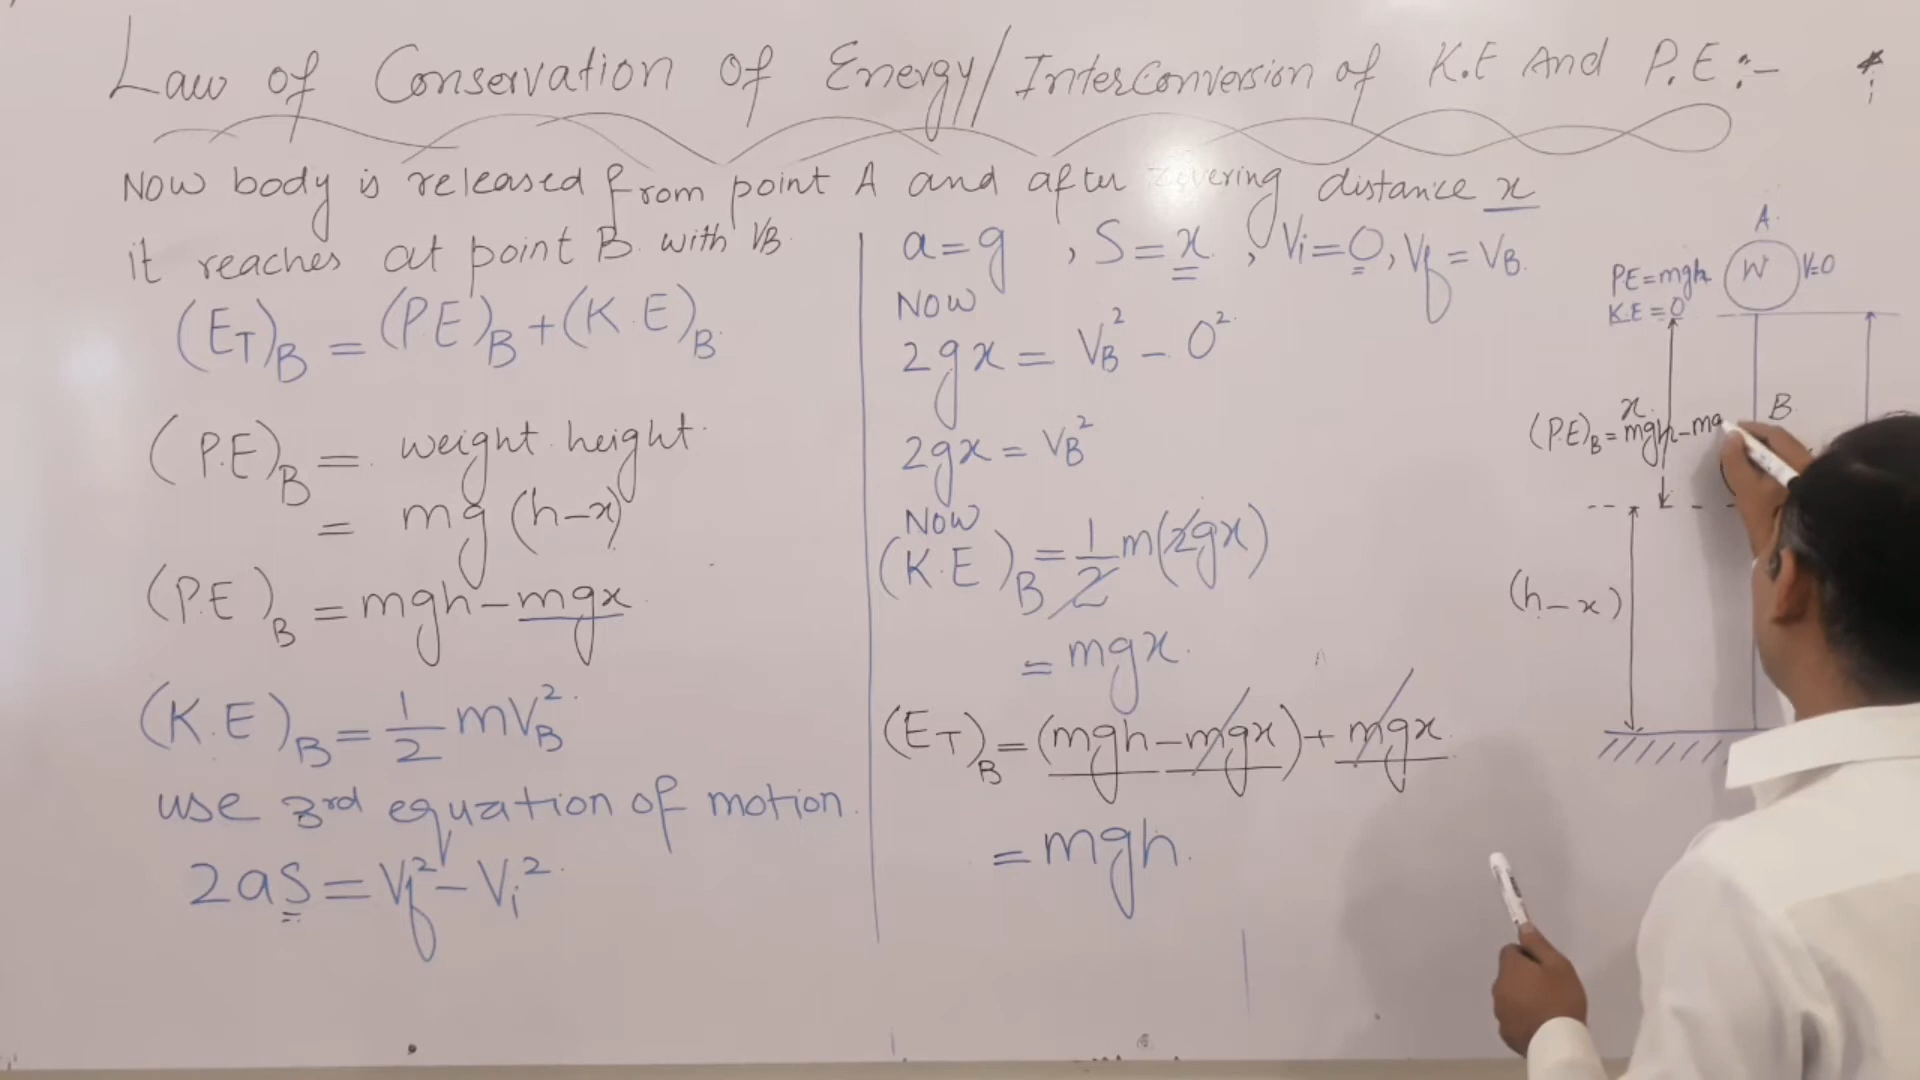 Law of Conservation Of Energy/Interconversion of K.E And P.E:-
Now body is released from point A and after covering distance x
it reaches at point B with VB
(ET)B = (P.E)B + (K.E)B
(P.E)B = weight. height
= mg (h-x)
(P.E)B = mgh - mgx
(K.E)B = 1/2 mVB²
use 3rd equation of motion
2aS = Vf² - Vi²
a = g , S = x , Vi = 0, Vf = VB
Now
2gx = VB² - 0²
2gx = VB²
Now
(K.E)B = 1/2 m(2gx)
= mgx
(ET)B = (mgh - mgx) + mgx
= mgh
A
W
V=0
PE = mgh
K.E = 0
x
B
(P.E)B = mgh - mg
(h-x)